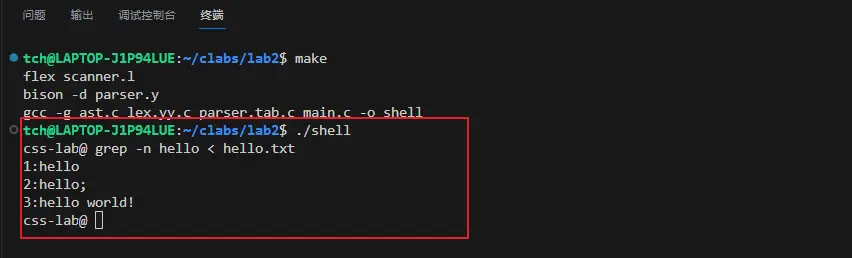 问题 输出 调试控制台 终端
tch@LAPTOP-J1P94LUE:~/clabs/lab2$ make
flex scanner.l
bison -d parser.y
gcc -g ast.c lex.yy.c parser.tab.c main.c -o shell
tch@LAPTOP-J1P94LUE:~/clabs/lab2$ ./shell
css-lab@ grep -n hello < hello.txt
1:hello
2:hello;
3:hello world!
css-lab@